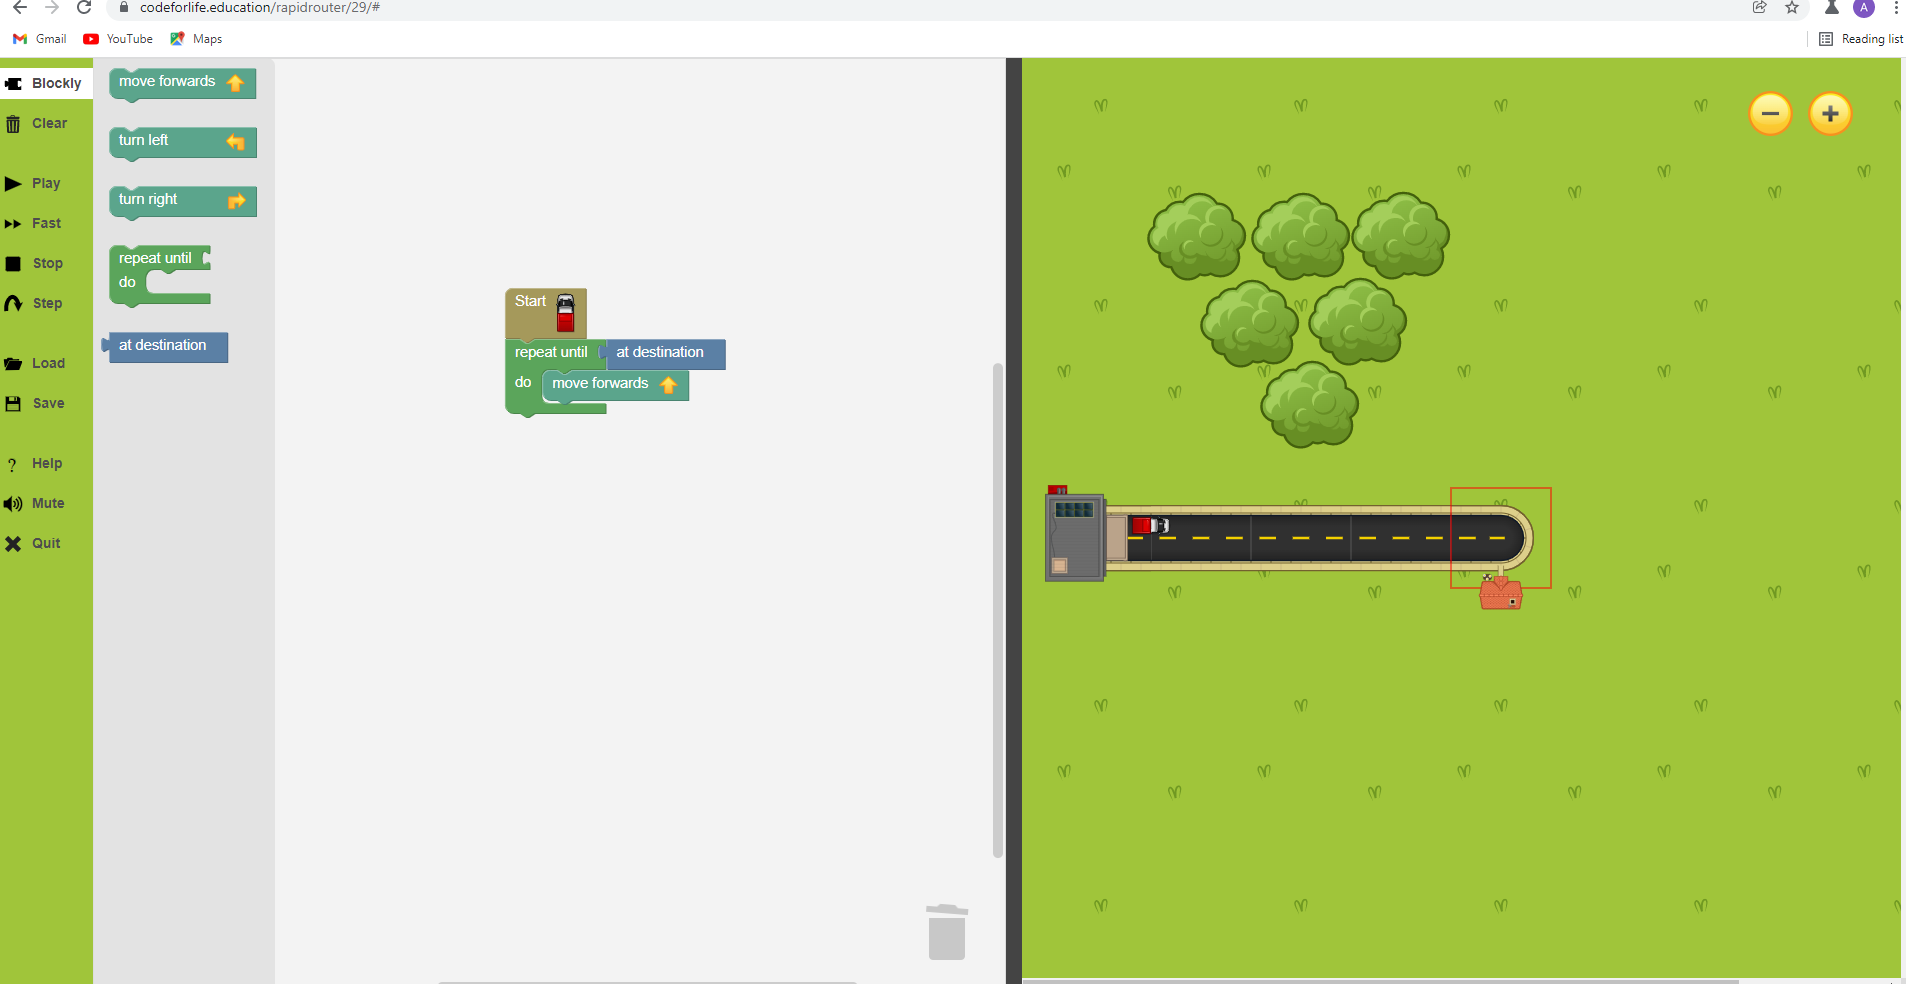 codeforlife.education/rapidrouter/29/#
A
Gmail YouTube Maps Reading list
Blockly
Clear
Play
Fast
Stop
Step
Load
Save
Help
Mute
Quit
move forwards
turn left
turn right
repeat until
do
at destination
Start
repeat until at destination
do move forwards